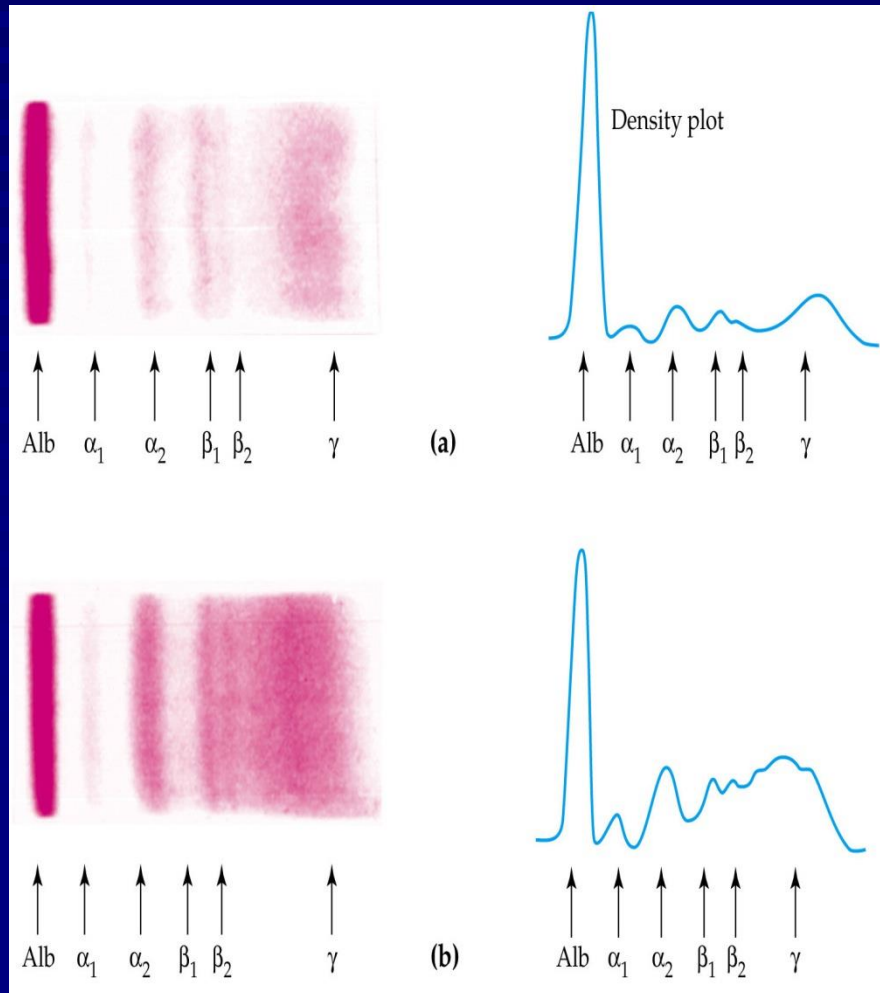 Density plot
Alb α₁ α₂ β₁ β₂ γ (a) Alb α₁ α₂ β₁ β₂ γ
Alb α₁ α₂ β₁ β₂ γ (b) Alb α₁ α₂ β₁ β₂ γ